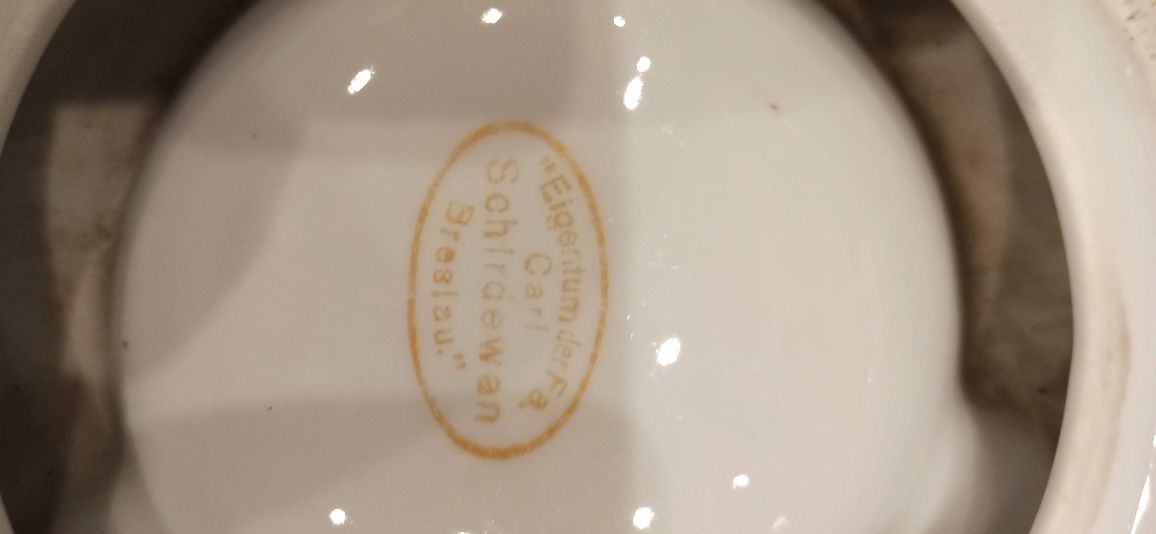 "Eigentum der Fa.
Carl
Schirdewan
Breslau."